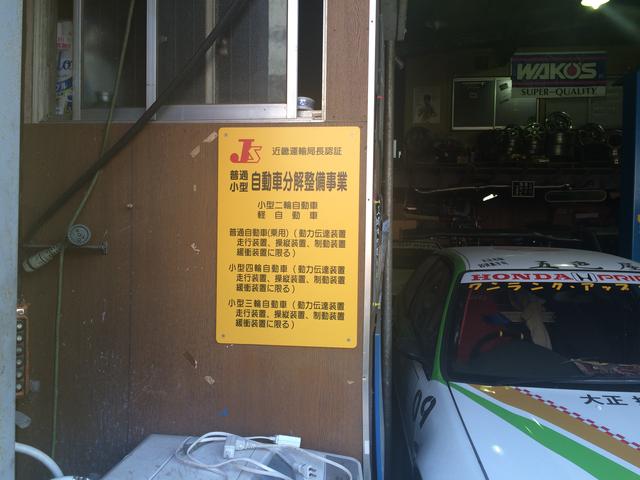 JS 近畿運輸局長認証
普通
小型 自動車分解整備事業
小型二輪自動車
軽自動車
普通自動車(乗用)(動力伝達装置
走行装置、操縦装置、制動装置
緩衝装置に限る)
小型四輪自動車(動力伝達装置
走行装置、操縦装置、制動装置
緩衝装置に限る)
小型三輪自動車(動力伝達装置
走行装置、操縦装置、制動装置
緩衝装置に限る)
WAKO'S
SUPER-QUALITY
HONDA H PRI
ワンランク・アップ
大正
09